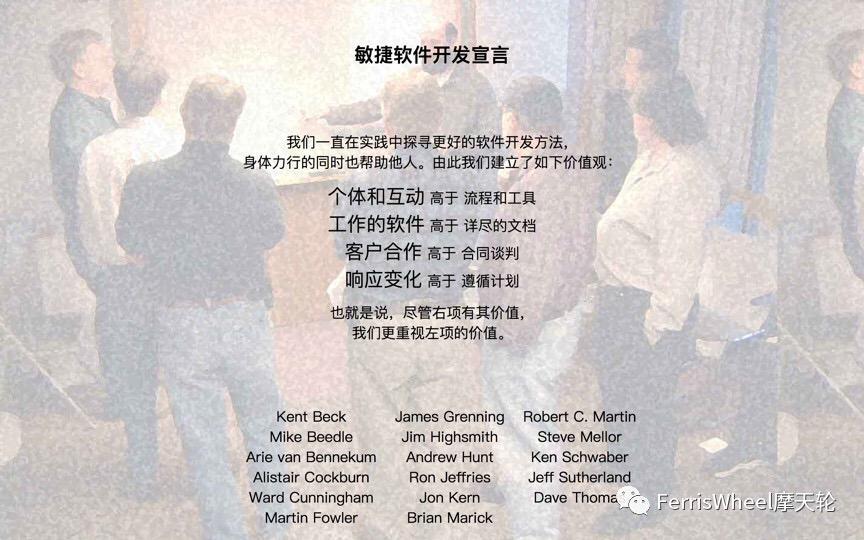 敏捷软件开发宣言
我们一直在实践中探寻更好的软件开发方法，
身体力行的同时也帮助他人。由此我们建立了如下价值观：
个体和互动 高于 流程和工具
工作的软件 高于 详尽的文档
客户合作 高于 合同谈判
响应变化 高于 遵循计划
也就是说，尽管右项有其价值，
我们更重视左项的价值。
Kent Beck James Grenning Robert C. Martin
Mike Beedle Jim Highsmith Steve Mellor
Arie van Bennekum Andrew Hunt Ken Schwaber
Alistair Cockburn Ron Jeffries Jeff Sutherland
Ward Cunningham Jon Kern Dave Thomas
Martin Fowler Brian Marick
FerrisWheel摩天轮